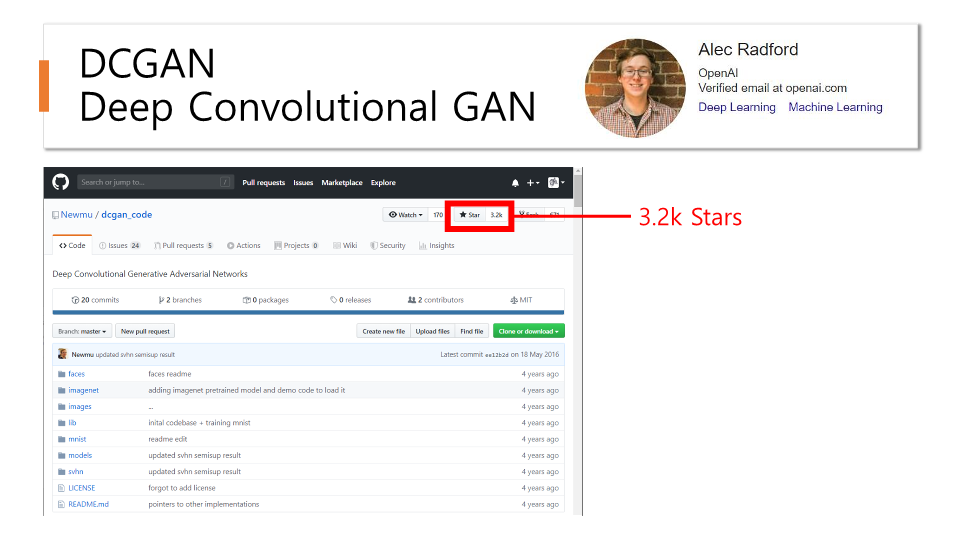 DCGAN
Deep Convolutional GAN
Alec Radford
OpenAI
Verified email at openai.com
Deep Learning Machine Learning
Search or jump to... /
Pull requests Issues Marketplace Explore
Newmu / dcgan_code
Watch 170 Star 3.2k
3.2k Stars
Code Issues 24 Pull requests 5 Actions Projects 0 Wiki Security Insights
Deep Convolutional Generative Adversarial Networks
20 commits 2 branches 0 packages 0 releases 2 contributors MIT
Branch: master New pull request Create new file Upload files Find file Clone or download
Newmu updated svhn semisup result Latest commit ee12b2d on 18 May 2016
faces faces readme 4 years ago
imagenet adding imagenet pretrained model and demo code to load it 4 years ago
images ... 4 years ago
lib inital codebase + training mnist 4 years ago
mnist readme edit 4 years ago
models updated svhn semisup result 4 years ago
svhn updated svhn semisup result 4 years ago
LICENSE forgot to add license 4 years ago
README.md pointers to other implementations 4 years ago